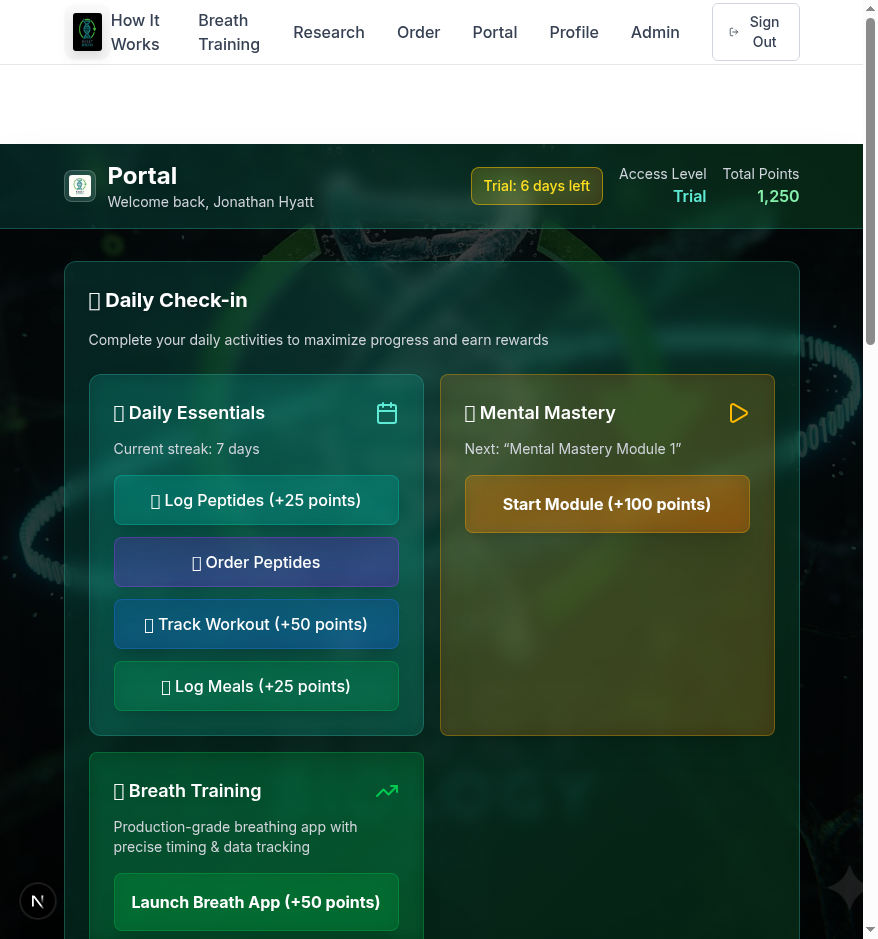 How It
Works
Breath
Training
Research
Order
Portal
Profile
Admin
Sign
Out
Portal
Welcome back, Jonathan Hyatt
Trial: 6 days left
Access Level
Trial
Total Points
1,250
Daily Check-in
Complete your daily activities to maximize progress and earn rewards
Daily Essentials
Current streak: 7 days
Log Peptides (+25 points)
Order Peptides
Track Workout (+50 points)
Log Meals (+25 points)
Mental Mastery
Next: “Mental Mastery Module 1”
Start Module (+100 points)
Breath Training
Production-grade breathing app with
precise timing & data tracking
Launch Breath App (+50 points)
N